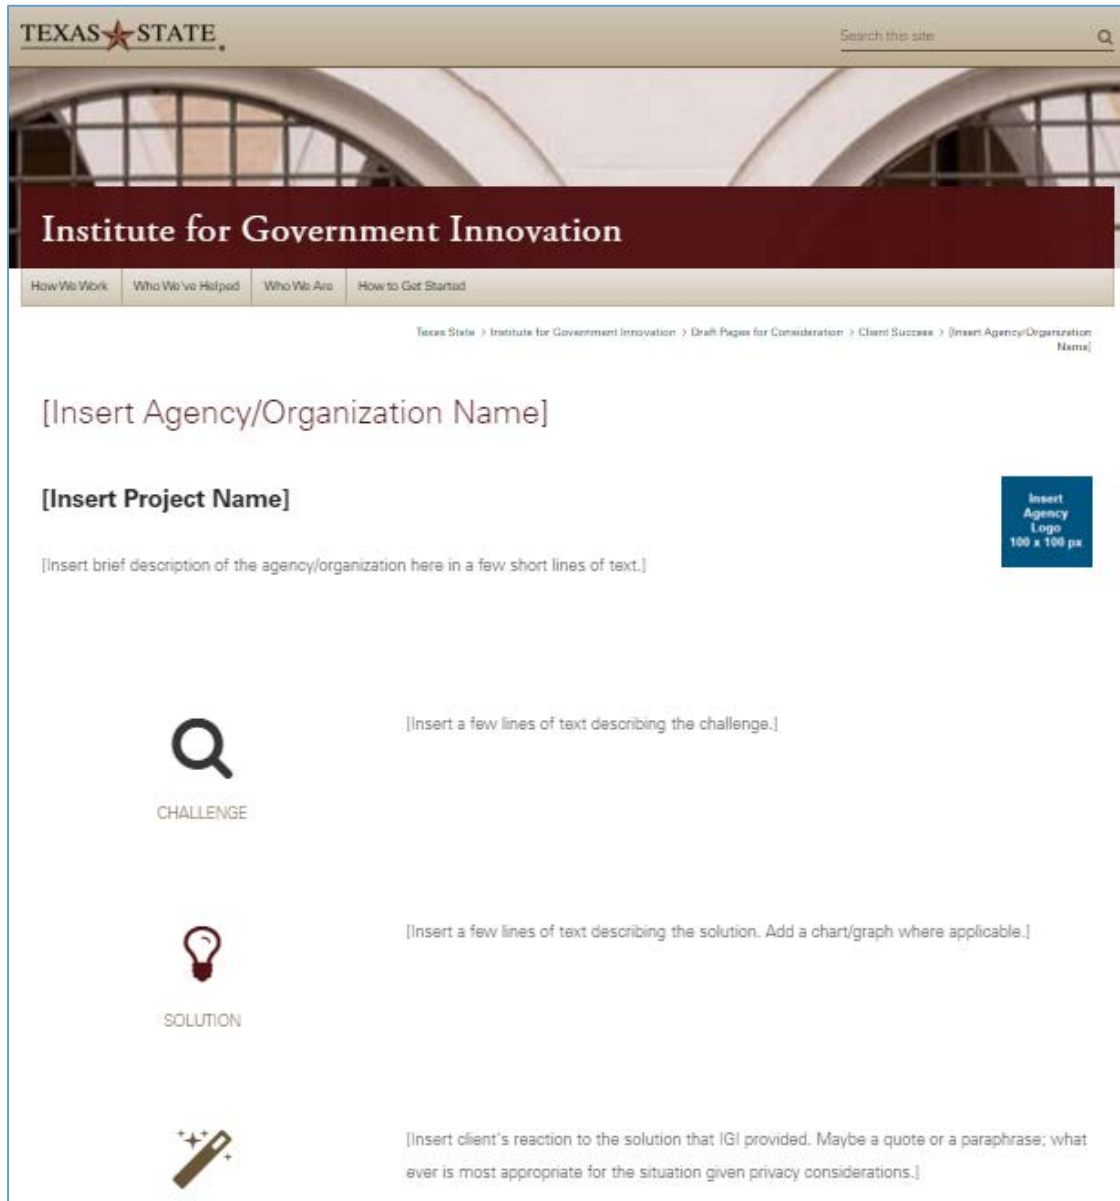 TEXAS STATE
Search this site
Institute for Government Innovation
How We Work Who We've Helped Who We Are How to Get Started
Texas State > Institute for Government Innovation > Draft Pages for Consideration > Client Success > [Insert Agency/Organization
Name]
[Insert Agency/Organization Name]
[Insert Project Name]
Insert
Agency
Logo
100 x 100 px
[Insert brief description of the agency/organization here in a few short lines of text.]
[Insert a few lines of text describing the challenge.]
CHALLENGE
[Insert a few lines of text describing the solution. Add a chart/graph where applicable.]
SOLUTION
[Insert client's reaction to the solution that IGI provided. Maybe a quote or a paraphrase; what
ever is most appropriate for the situation given privacy considerations.]